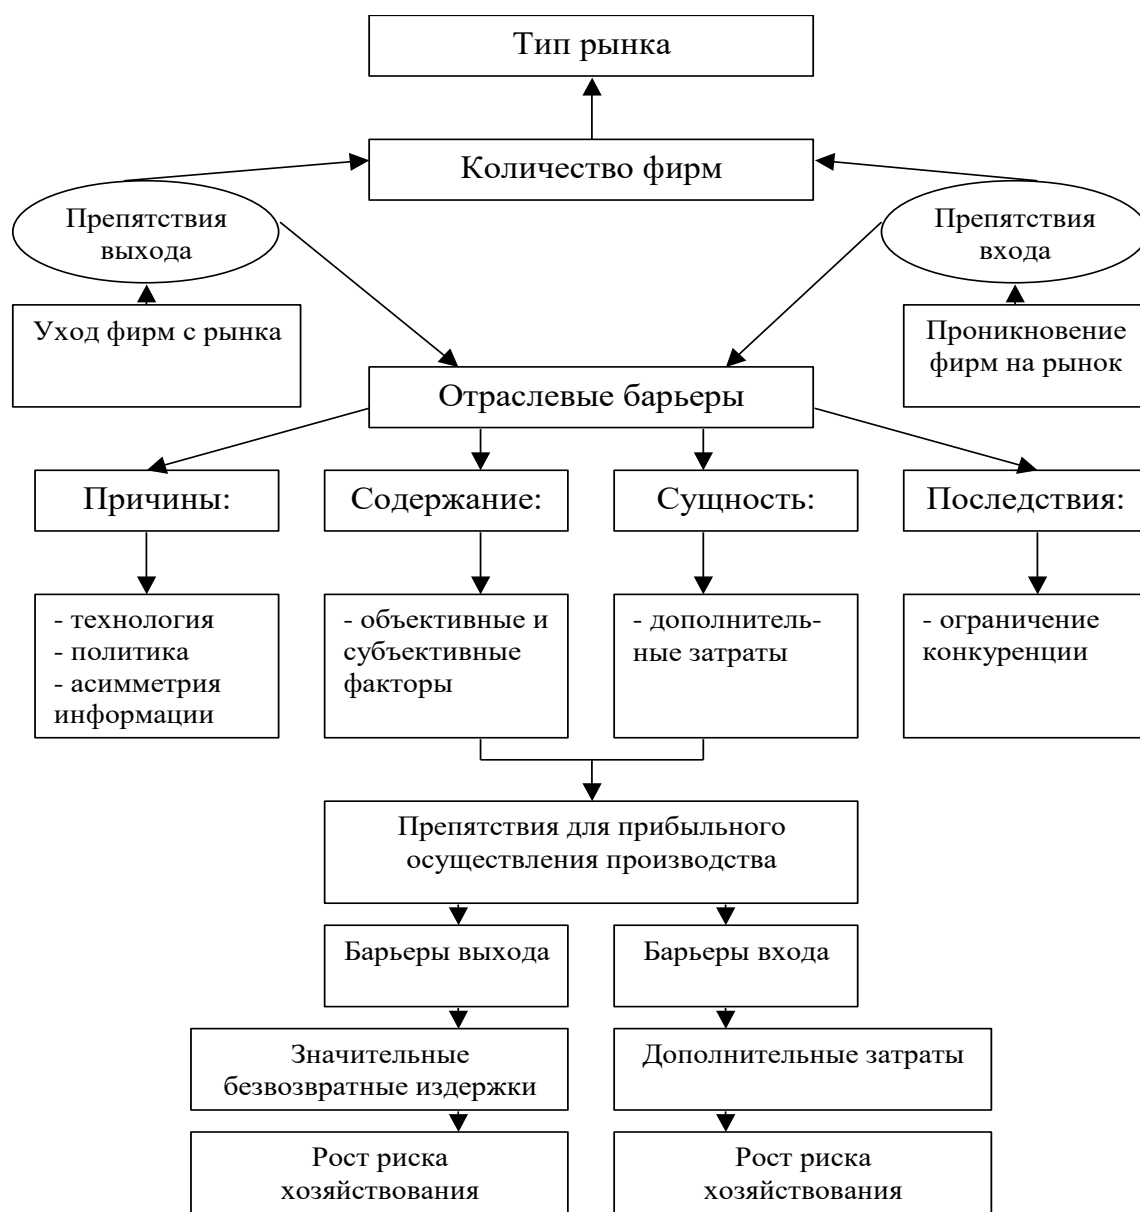 Тип рынка
Количество фирм
Препятствия
выхода
Препятствия
входа
Уход фирм с рынка
Проникновение
фирм на рынок
Отраслевые барьеры
Причины:
Содержание:
Сущность:
Последствия:
- технология
- политика
- асимметрия
информации
- объективные и
субъективные
факторы
- дополнитель-
ные затраты
- ограничение
конкуренции
Препятствия для прибыльного
осуществления производства
Барьеры выхода
Барьеры входа
Значительные
безвозвратные издержки
Дополнительные затраты
Рост риска
хозяйствования
Рост риска
хозяйствования